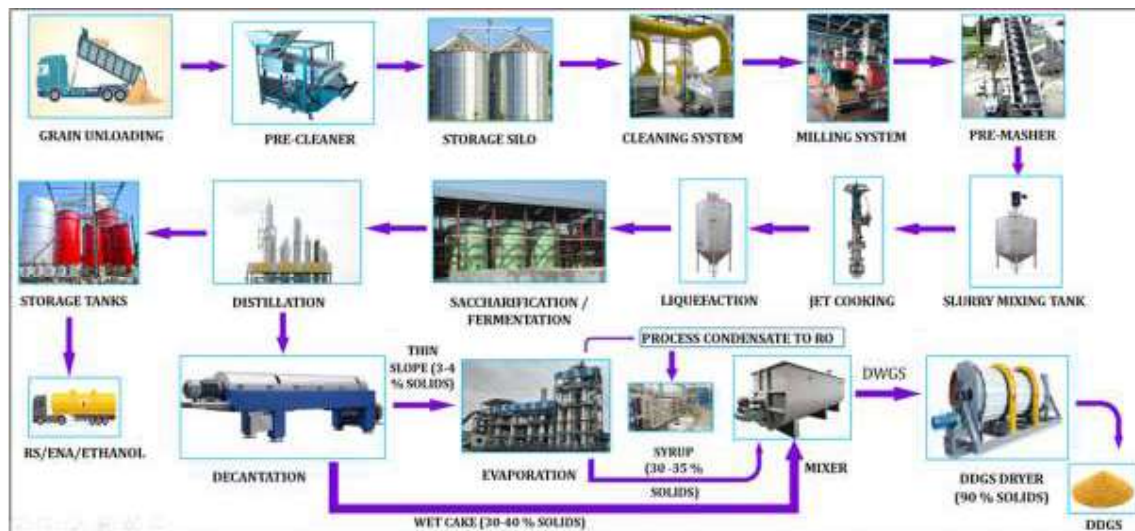 GRAIN UNLOADING
PRE-CLEANER
STORAGE SILO
CLEANING SYSTEM
MILLING SYSTEM
PRE-MASHER
STORAGE TANKS
DISTILLATION
SACCHARIFICATION /
FERMENTATION
LIQUEFACTION
JET COOKING
SLURRY MIXING TANK
RS/ENA/ETHANOL
DECANTATION
THIN
SLOPE (3-4
% SOLIDS)
EVAPORATION
PROCESS CONDENSATE TO RO
SYRUP
(30 -35 %
SOLIDS)
MIXER
DWGS
DDGS DRYER
(90 % SOLIDS)
DDGS
WET CAKE (30-40 % SOLIDS)